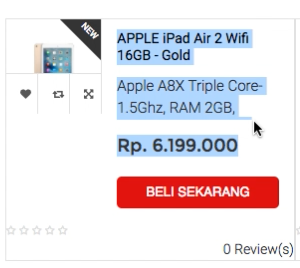 NEW
APPLE iPad Air 2 Wifi
16GB - Gold
Apple A8X Triple Core-
1.5Ghz, RAM 2GB,
Rp. 6.199.000
BELI SEKARANG
0 Review(s)